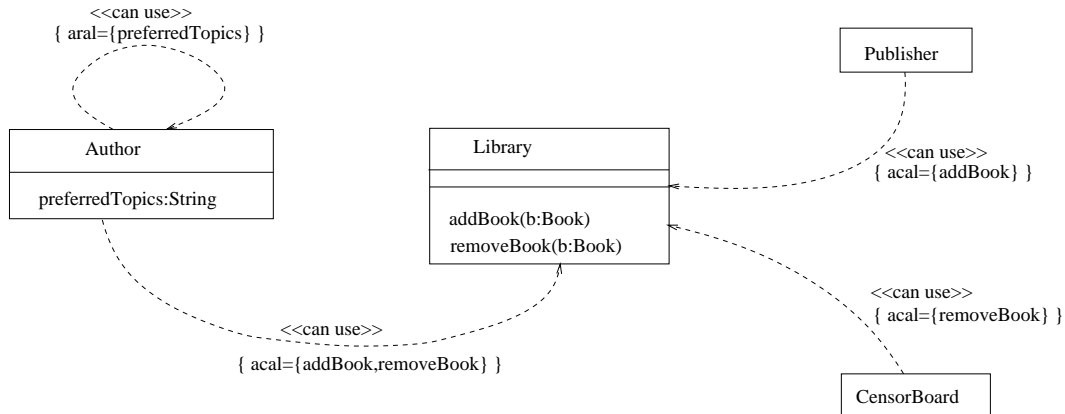 <<can use>>
{ aral={preferredTopics} }
Author
preferredTopics:String
<<can use>>
{ acal={addBook,removeBook} }
Library
addBook(b:Book)
removeBook(b:Book)
Publisher
<<can use>>
{ acal={addBook} }
<<can use>>
{ acal={removeBook} }
CensorBoard